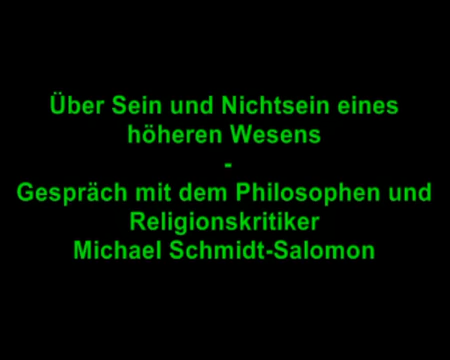 Über Sein und Nichtsein eines
höheren Wesens
-
Gespräch mit dem Philosophen und
Religionskritiker
Michael Schmidt-Salomon